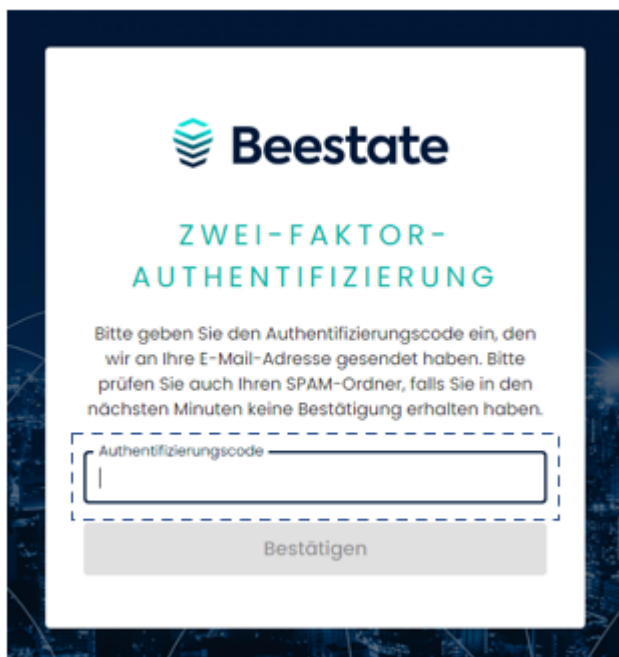 Beestate
ZWEI-FAKTOR-
AUTHENTIFIZIERUNG
Bitte geben Sie den Authentifizierungscode ein, den
wir an Ihre E-Mail-Adresse gesendet haben. Bitte
prüfen Sie auch Ihren SPAM-Ordner, falls Sie in den
nächsten Minuten keine Bestätigung erhalten haben.
Authentifizierungscode
Bestätigen